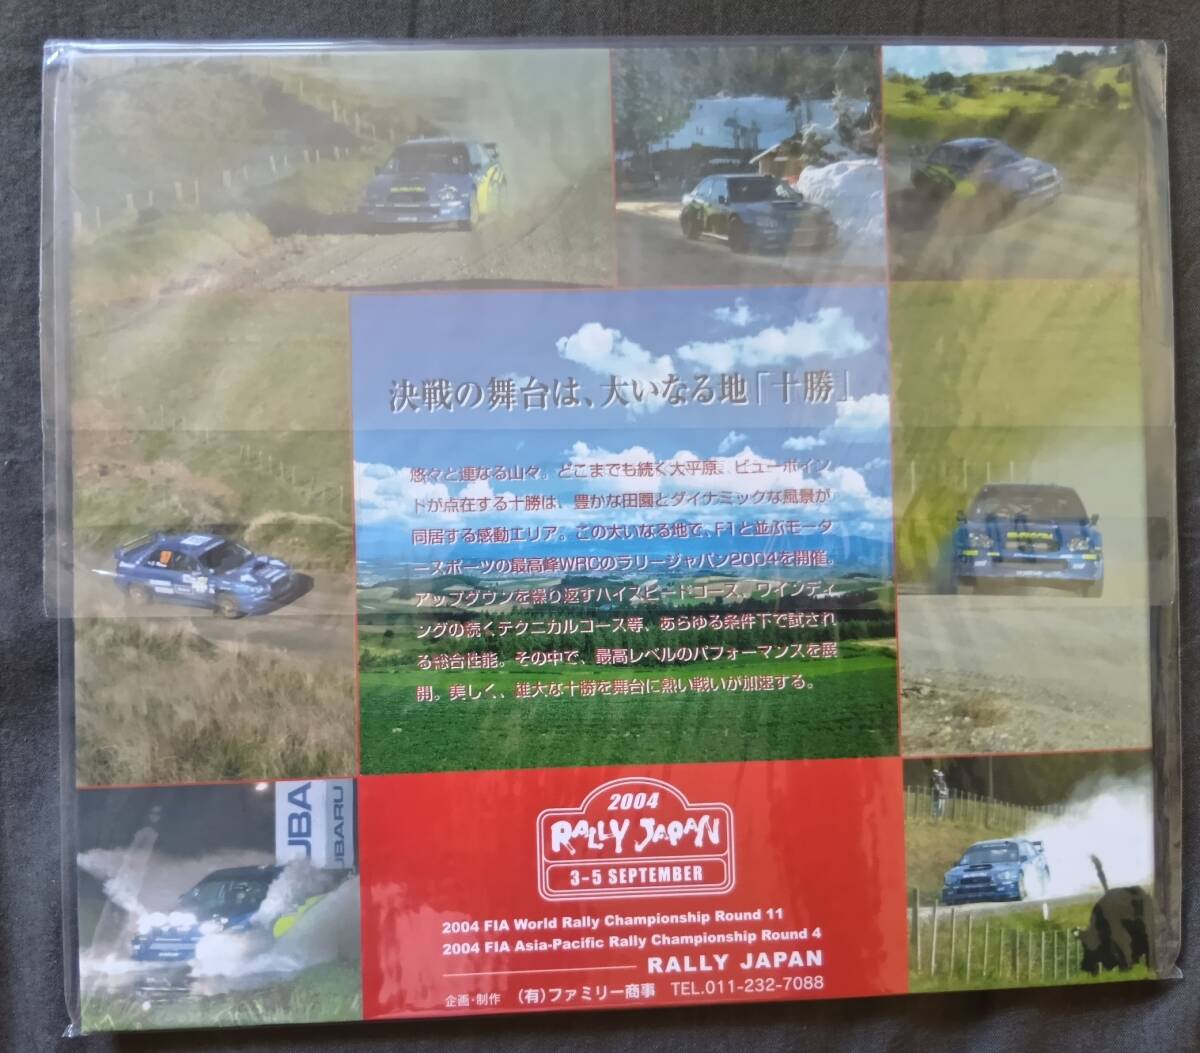 決戦の舞台は、大いなる地「十勝」
悠々と連なる山々。どこまでも続く大平原、ビューポイン
トが点在する十勝は、豊かな田園とダイナミックな風景が
同居する感動エリア。この大いなる地で、F1と並ぶモータ
ースポーツの最高峰WRCのラリージャパン2004を開催。
アップダウンを繰り返すハイスピードコース、ワインディ
ングの続くテクニカルコース等、あらゆる条件下で試され
る総合性能。その中で、最高レベルのパフォーマンスを展
開。美しく、雄大な十勝を舞台に熱い戦いが加速する。
UBA
SUBARU
2004
RALLY JAPAN
3-5 SEPTEMBER
2004 FIA World Rally Championship Round 11
2004 FIA Asia-Pacific Rally Championship Round 4
RALLY JAPAN
企画・制作 (有)ファミリー商事 TEL.011-232-7088